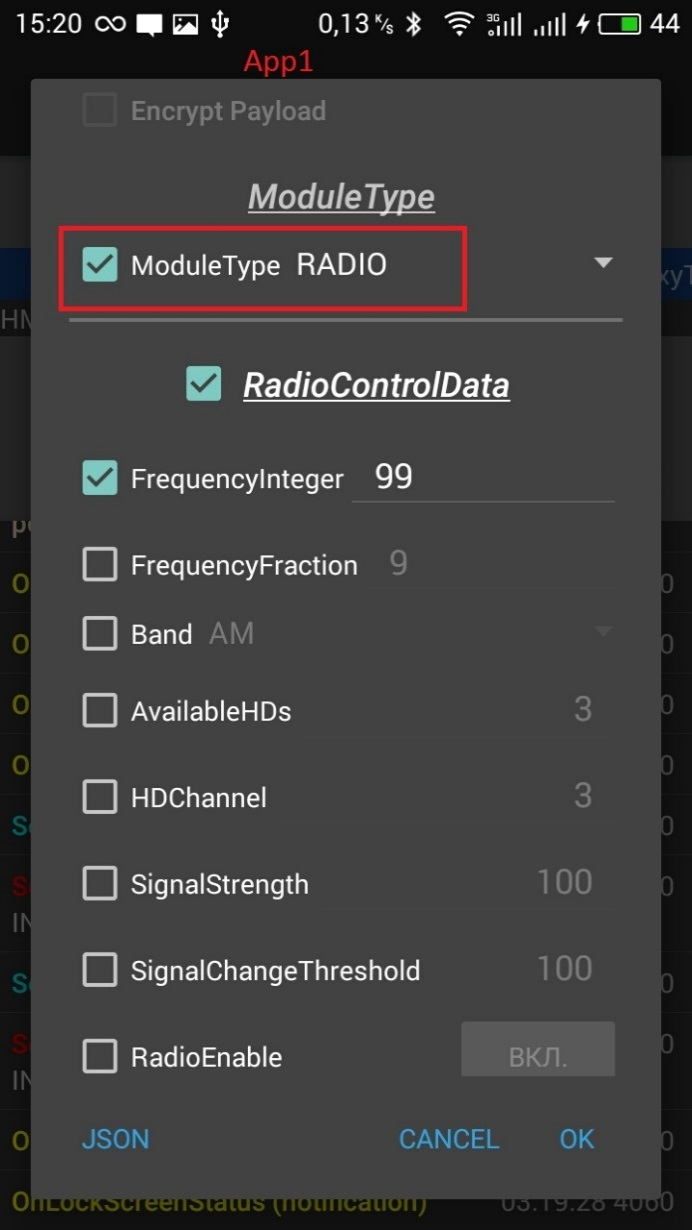 15:20 0,13 K/s 3G 44
App1
Encrypt Payload
ModuleType
ModuleType RADIO
RadioControlData
FrequencyInteger 99
FrequencyFraction 9
Band AM
AvailableHDs 3
HDChannel 3
SignalStrength 100
SignalChangeThreshold 100
RadioEnable ВКЛ.
JSON CANCEL OK
OnLockScreenStatus (notification) 03:19:28 4060